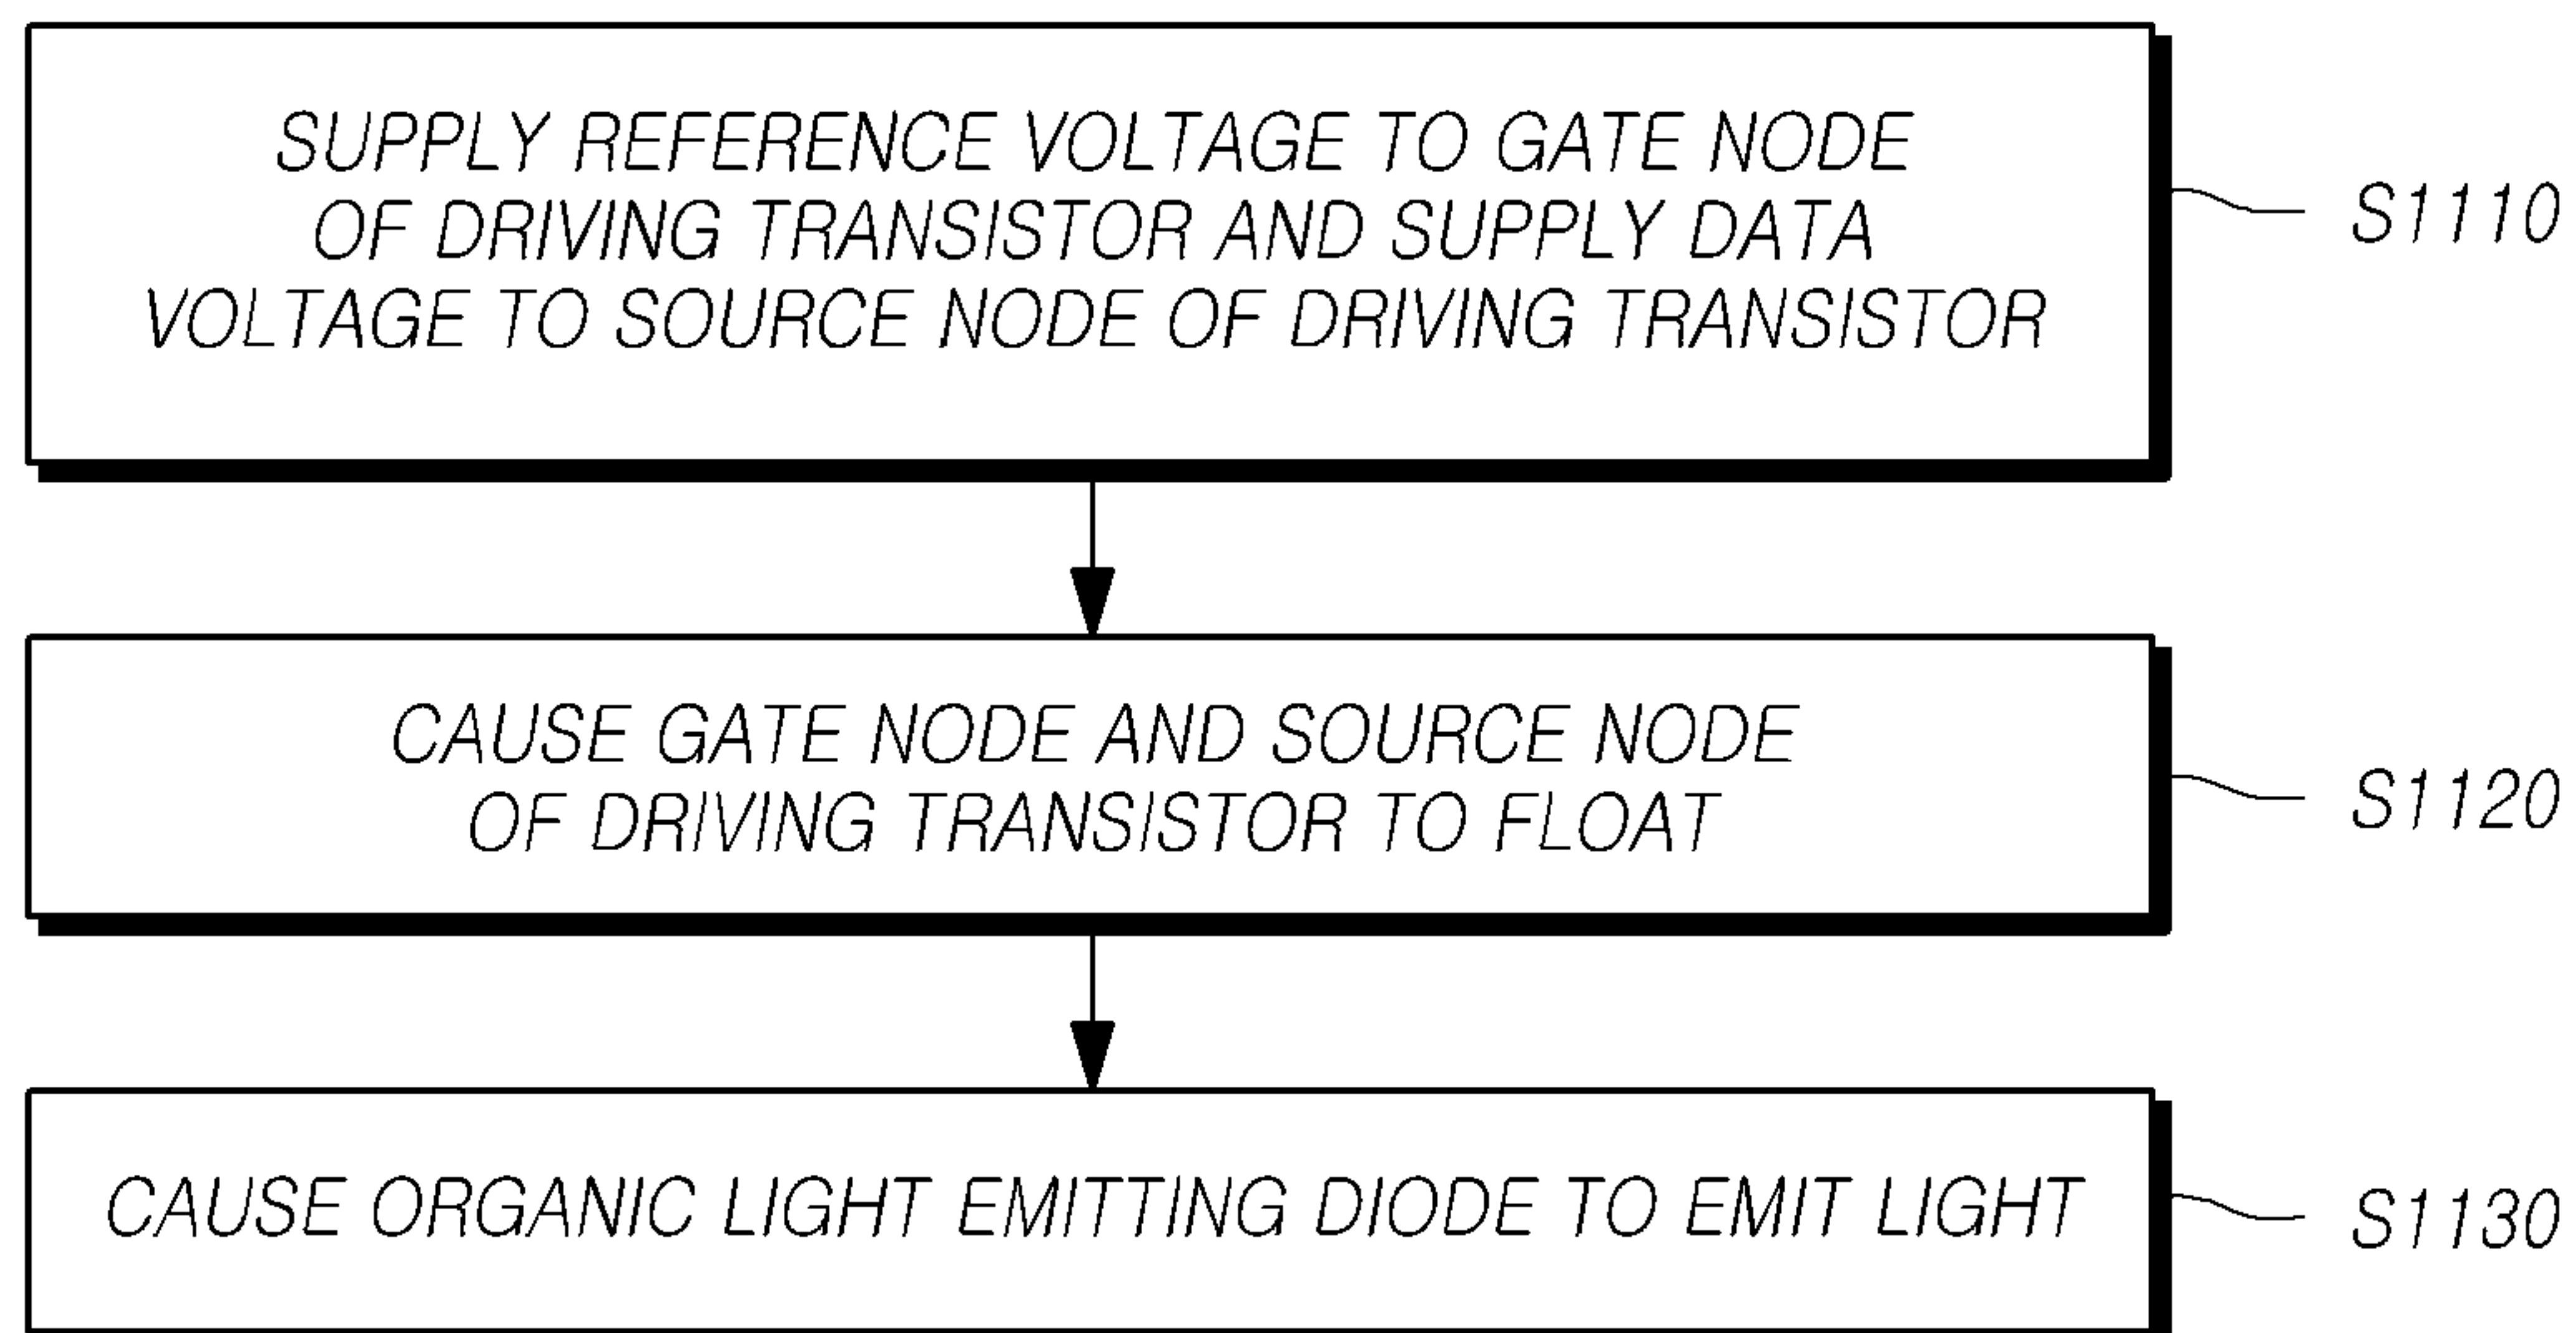 SUPPLY REFERENCE VOLTAGE TO GATE NODE
OF DRIVING TRANSISTOR AND SUPPLY DATA
VOLTAGE TO SOURCE NODE OF DRIVING TRANSISTOR
S1110
CAUSE GATE NODE AND SOURCE NODE
OF DRIVING TRANSISTOR TO FLOAT
S1120
CAUSE ORGANIC LIGHT EMITTING DIODE TO EMIT LIGHT
S1130